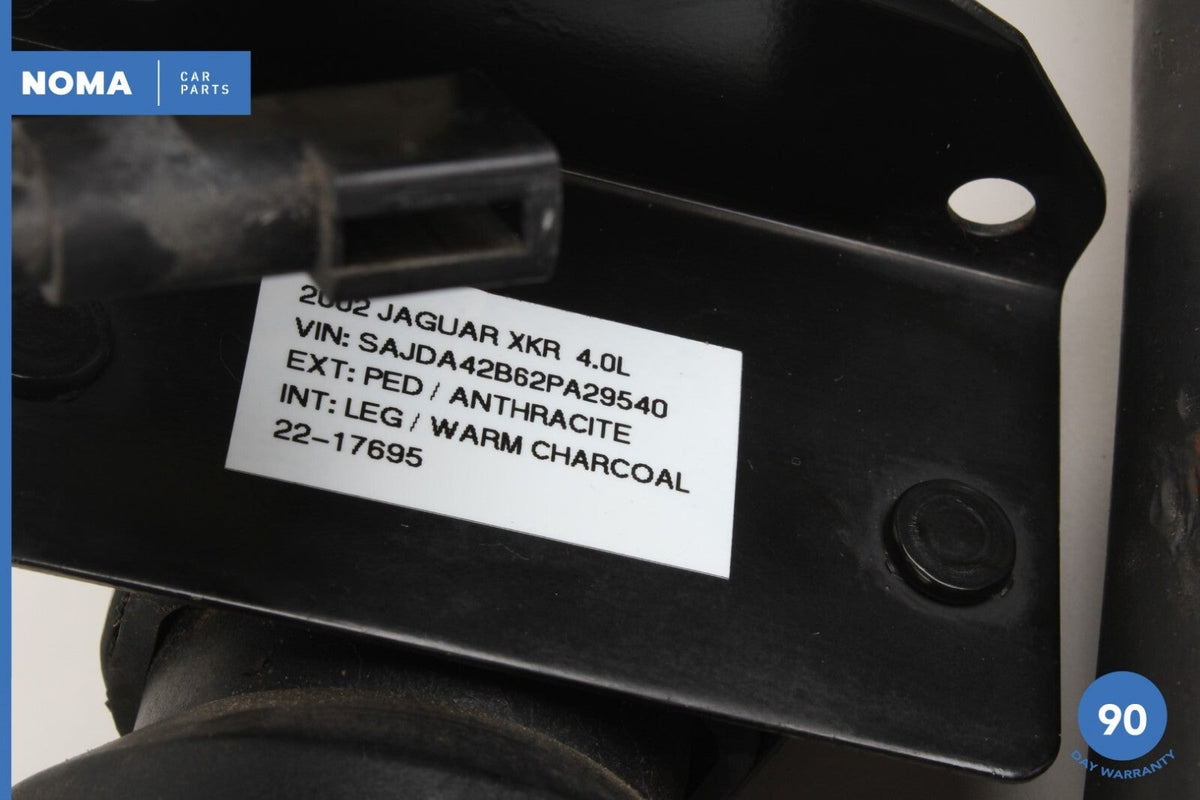 NOMA
CAR
PARTS
2002 JAGUAR XKR 4.0L
VIN: SAJDA42B62PA29540
EXT: PED / ANTHRACITE
INT: LEG / WARM CHARCOAL
22-17695
90
DAY WARRANTY